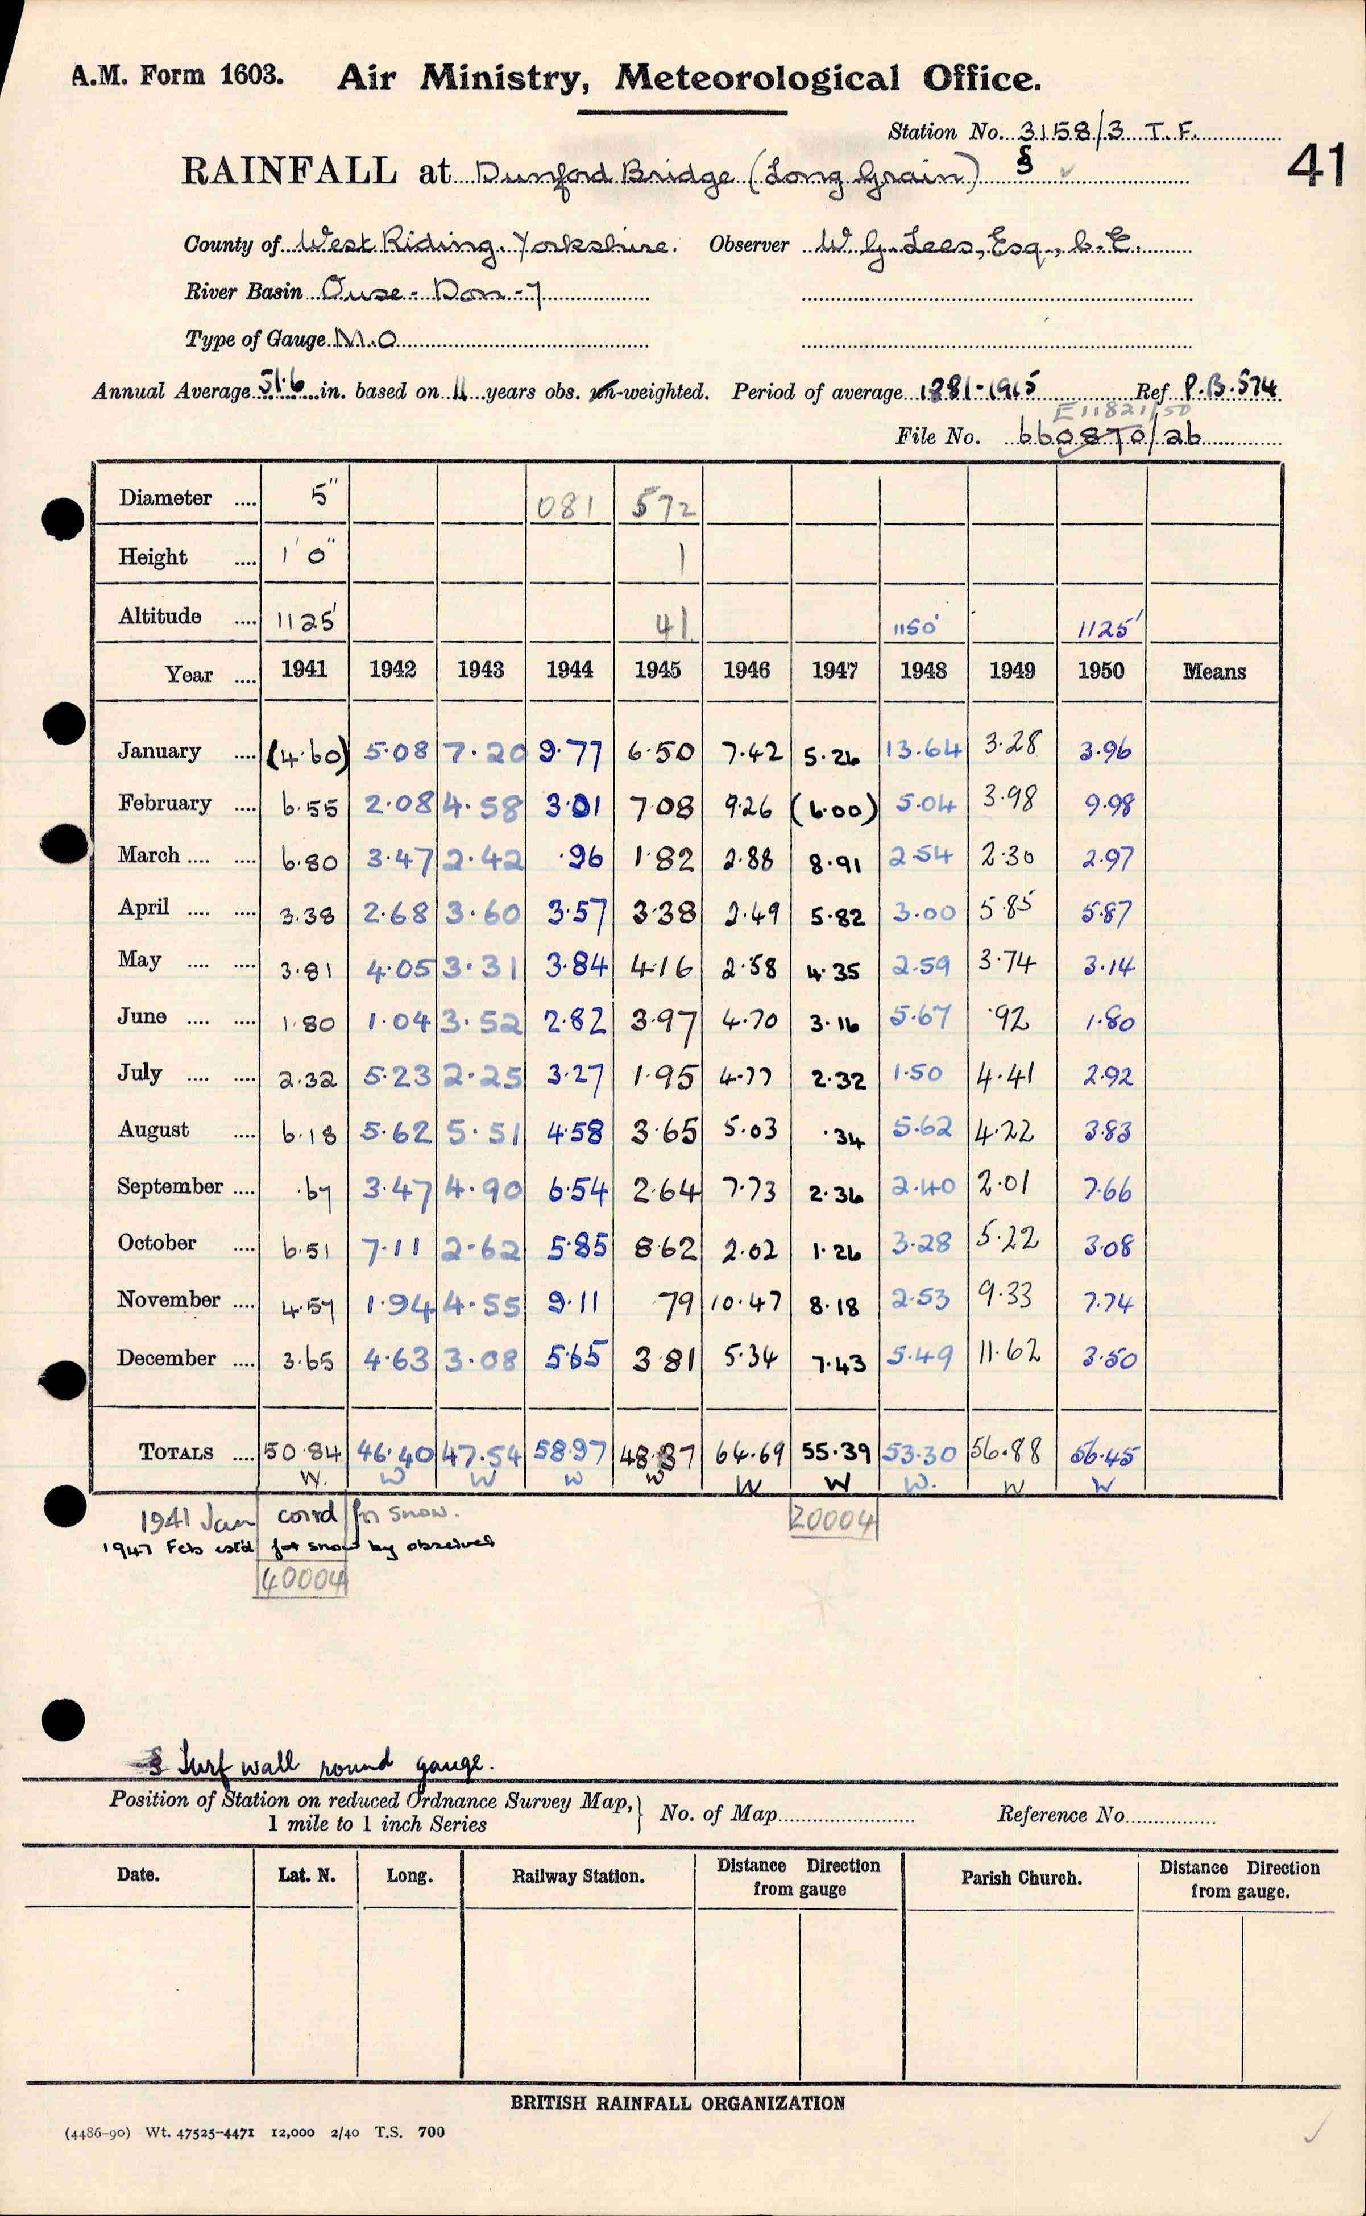 A.M. Form 1603. Air Ministry, Meteorological Office.
Station No. 3158/3 T.F.
41
RAINFALL at Dunford Bridge (Long Grain) §
County of West Riding, Yorkshire. Observer W. G. Lees, Esq., C.E.
River Basin Ouse - Don - 7
Type of Gauge M.O
Annual Average 51.6 in. based on 11 years obs. un-weighted. Period of average 1881-1915 Ref P.B.574
E11821/50
File No. 660870/26
Diameter .... 5" 081 572
Height .... 1' 0" 1
Altitude .... 1125' 41 1150' 1125'
Year .... 1941 1942 1943 1944 1945 1946 1947 1948 1949 1950 Means
January .... (4.60) 5.08 7.20 9.77 6.50 7.42 5.26 13.64 3.28 3.96
February .... 6.55 2.08 4.58 3.01 7.08 9.26 (6.00) 5.04 3.98 9.98
March .... .... 6.80 3.47 2.42 .96 1.82 2.88 8.91 2.54 2.30 2.97
April .... .... 3.38 2.68 3.60 3.57 3.38 2.49 5.82 3.00 5.85 5.87
May .... .... 3.81 4.05 3.31 3.84 4.16 2.58 4.35 2.59 3.74 3.14
June .... .... 1.80 1.04 3.52 2.82 3.97 4.70 3.16 5.67 .92 1.80
July .... .... 2.32 5.23 2.25 3.27 1.95 4.77 2.32 1.50 4.41 2.92
August .... 6.18 5.62 5.51 4.58 3.65 5.03 .34 5.62 4.22 3.83
September .... .67 3.47 4.90 6.54 2.64 7.73 2.36 2.40 2.01 7.66
October .... 6.51 7.11 2.62 5.85 8.62 2.02 1.26 3.28 5.22 3.08
November .... 4.57 1.94 4.55 9.11 79 10.47 8.18 2.53 9.33 7.74
December .... 3.65 4.63 3.08 5.65 3.81 5.34 7.43 5.49 11.62 3.50
TOTALS .... 50.84 46.40 47.54 58.97 48.37 64.69 55.39 53.30 56.88 56.45
W. W W W W W W W. W W
1941 Jan corrd for snow. 20004
1947 Feb estd for snow by observer
40004
§ Turf wall round gauge.
Position of Station on reduced Ordnance Survey Map, } No. of Map Reference No.
1 mile to 1 inch Series
Date. Lat. N. Long. Railway Station. Distance Direction from gauge Parish Church. Distance Direction from gauge.
BRITISH RAINFALL ORGANIZATION
(4486-90) Wt. 47525-4471 12,000 2/40 T.S. 700